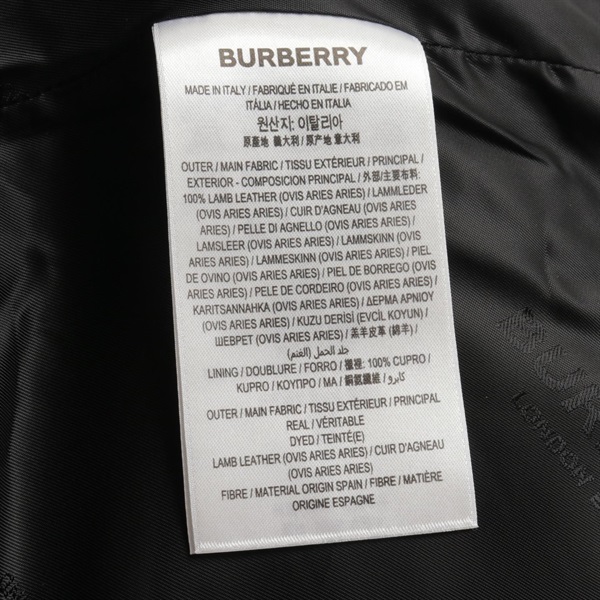 BURBERRY
MADE IN ITALY / FABRIQUÉ EN ITALIE / FABRICADO EM
ITÁLIA / HECHO EN ITALIA
원산지: 이탈리아
原産地 義大利 / 原产地 意大利
OUTER / MAIN FABRIC / TISSU EXTÉRIEUR / PRINCIPAL /
EXTERIOR - COMPOSICION PRINCIPAL / 外部/主要布料:
100% LAMB LEATHER (OVIS ARIES ARIES) / LAMMLEDER
(OVIS ARIES ARIES) / CUIR D'AGNEAU (OVIS ARIES
ARIES) / PELLE DI AGNELLO (OVIS ARIES ARIES) /
LAMSLEER (OVIS ARIES ARIES) / LAMMSKINN (OVIS
ARIES ARIES) / LAMMESKINN (OVIS ARIES ARIES) / PIEL
DE OVINO (OVIS ARIES ARIES) / PIEL DE BORREGO (OVIS
ARIES ARIES) / PELE DE CORDEIRO (OVIS ARIES ARIES) /
KARITSANNAHKA (OVIS ARIES ARIES) / ΔΕΡΜΑ ΑΡΝΙΟΥ
(OVIS ARIES ARIES) / KUZU DERİSİ (EVCİL KOYUN) /
ШЕВРЕТ (OVIS ARIES ARIES) / 羔羊皮革 (綿羊) /
جلد الحمل (الغنم)
LINING / DOUBLURE / FORRO / 襯裡: 100% CUPRO /
KUPRO / ΚΟΥΠΡΟ / МА / 銅氨纖維 / كابرو
OUTER / MAIN FABRIC / TISSU EXTÉRIEUR / PRINCIPAL
REAL / VÉRITABLE
DYED / TEINTÉ(E)
LAMB LEATHER (OVIS ARIES ARIES) / CUIR D'AGNEAU
(OVIS ARIES ARIES)
FIBRE / MATERIAL ORIGIN SPAIN / FIBRE / MATIÈRE
ORIGINE ESPAGNE
LONDON